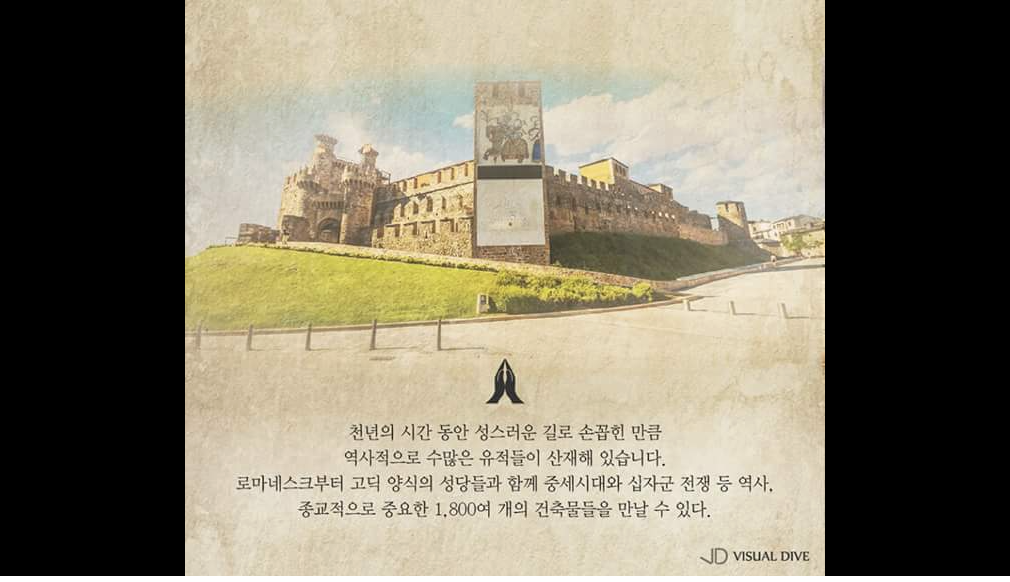 천년의 시간 동안 성스러운 길로 손꼽힌 만큼
역사적으로 수많은 유적들이 산재해 있습니다.
로마네스크부터 고딕 양식의 성당들과 함께 중세시대와 십자군 전쟁 등 역사,
종교적으로 중요한 1,800여 개의 건축물들을 만날 수 있다.
JD VISUAL DIVE